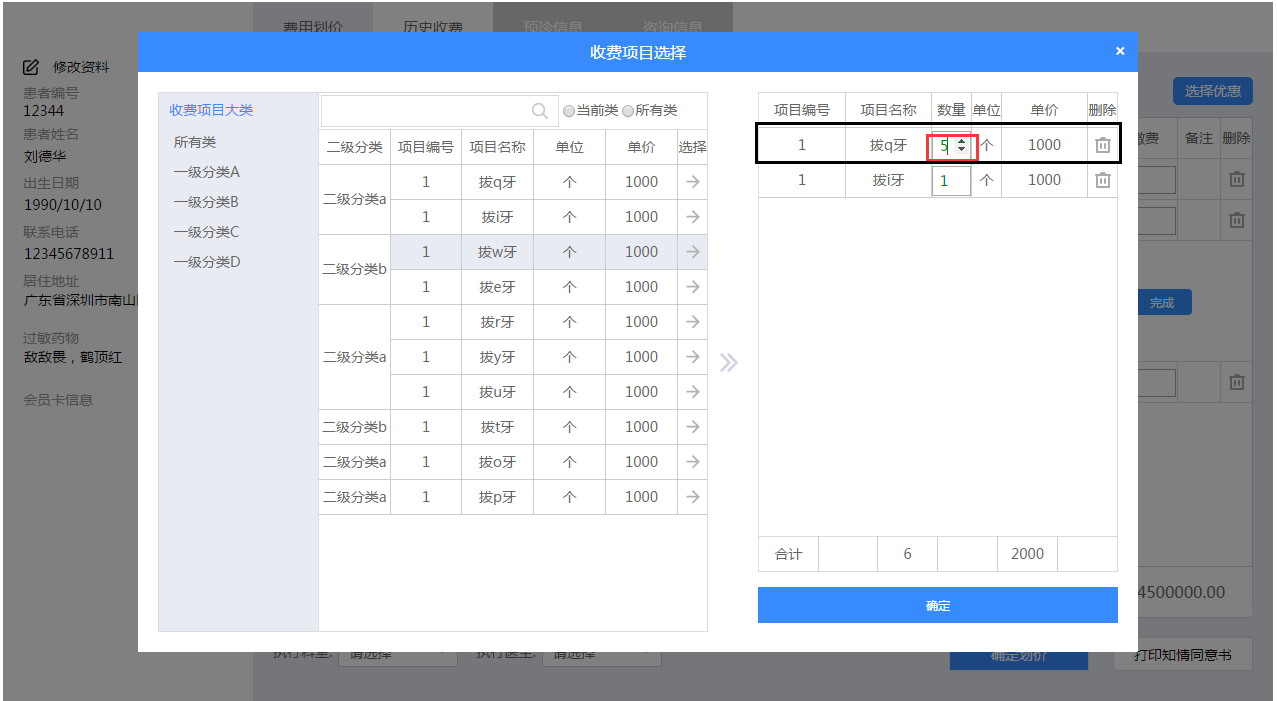 费用划价 历史收费 预诊信息 咨询信息
收费项目选择 ×
修改资料
患者编号
12344
患者姓名
刘德华
出生日期
1990/10/10
联系电话
12345678911
居住地址
广东省深圳市南山
过敏药物
敌敌畏，鹤顶红
会员卡信息
收费项目大类
所有类
一级分类A
一级分类B
一级分类C
一级分类D
当前类 所有类
二级分类 项目编号 项目名称 单位 单价 选择
二级分类a 1 拔q牙 个 1000
1 拔i牙 个 1000
二级分类b 1 拔w牙 个 1000
1 拔e牙 个 1000
二级分类a 1 拔r牙 个 1000
1 拔y牙 个 1000
1 拔u牙 个 1000
二级分类b 1 拔t牙 个 1000
二级分类a 1 拔o牙 个 1000
二级分类a 1 拔p牙 个 1000
项目编号 项目名称 数量 单位 单价 删除
1 拔q牙 5 个 1000
1 拔i牙 1 个 1000
合计 6 2000
确定
选择优惠
缴费 备注 删除
完成
4500000.00
执行科室: 请选择 执行医生: 请选择 确定划价 打印知情同意书